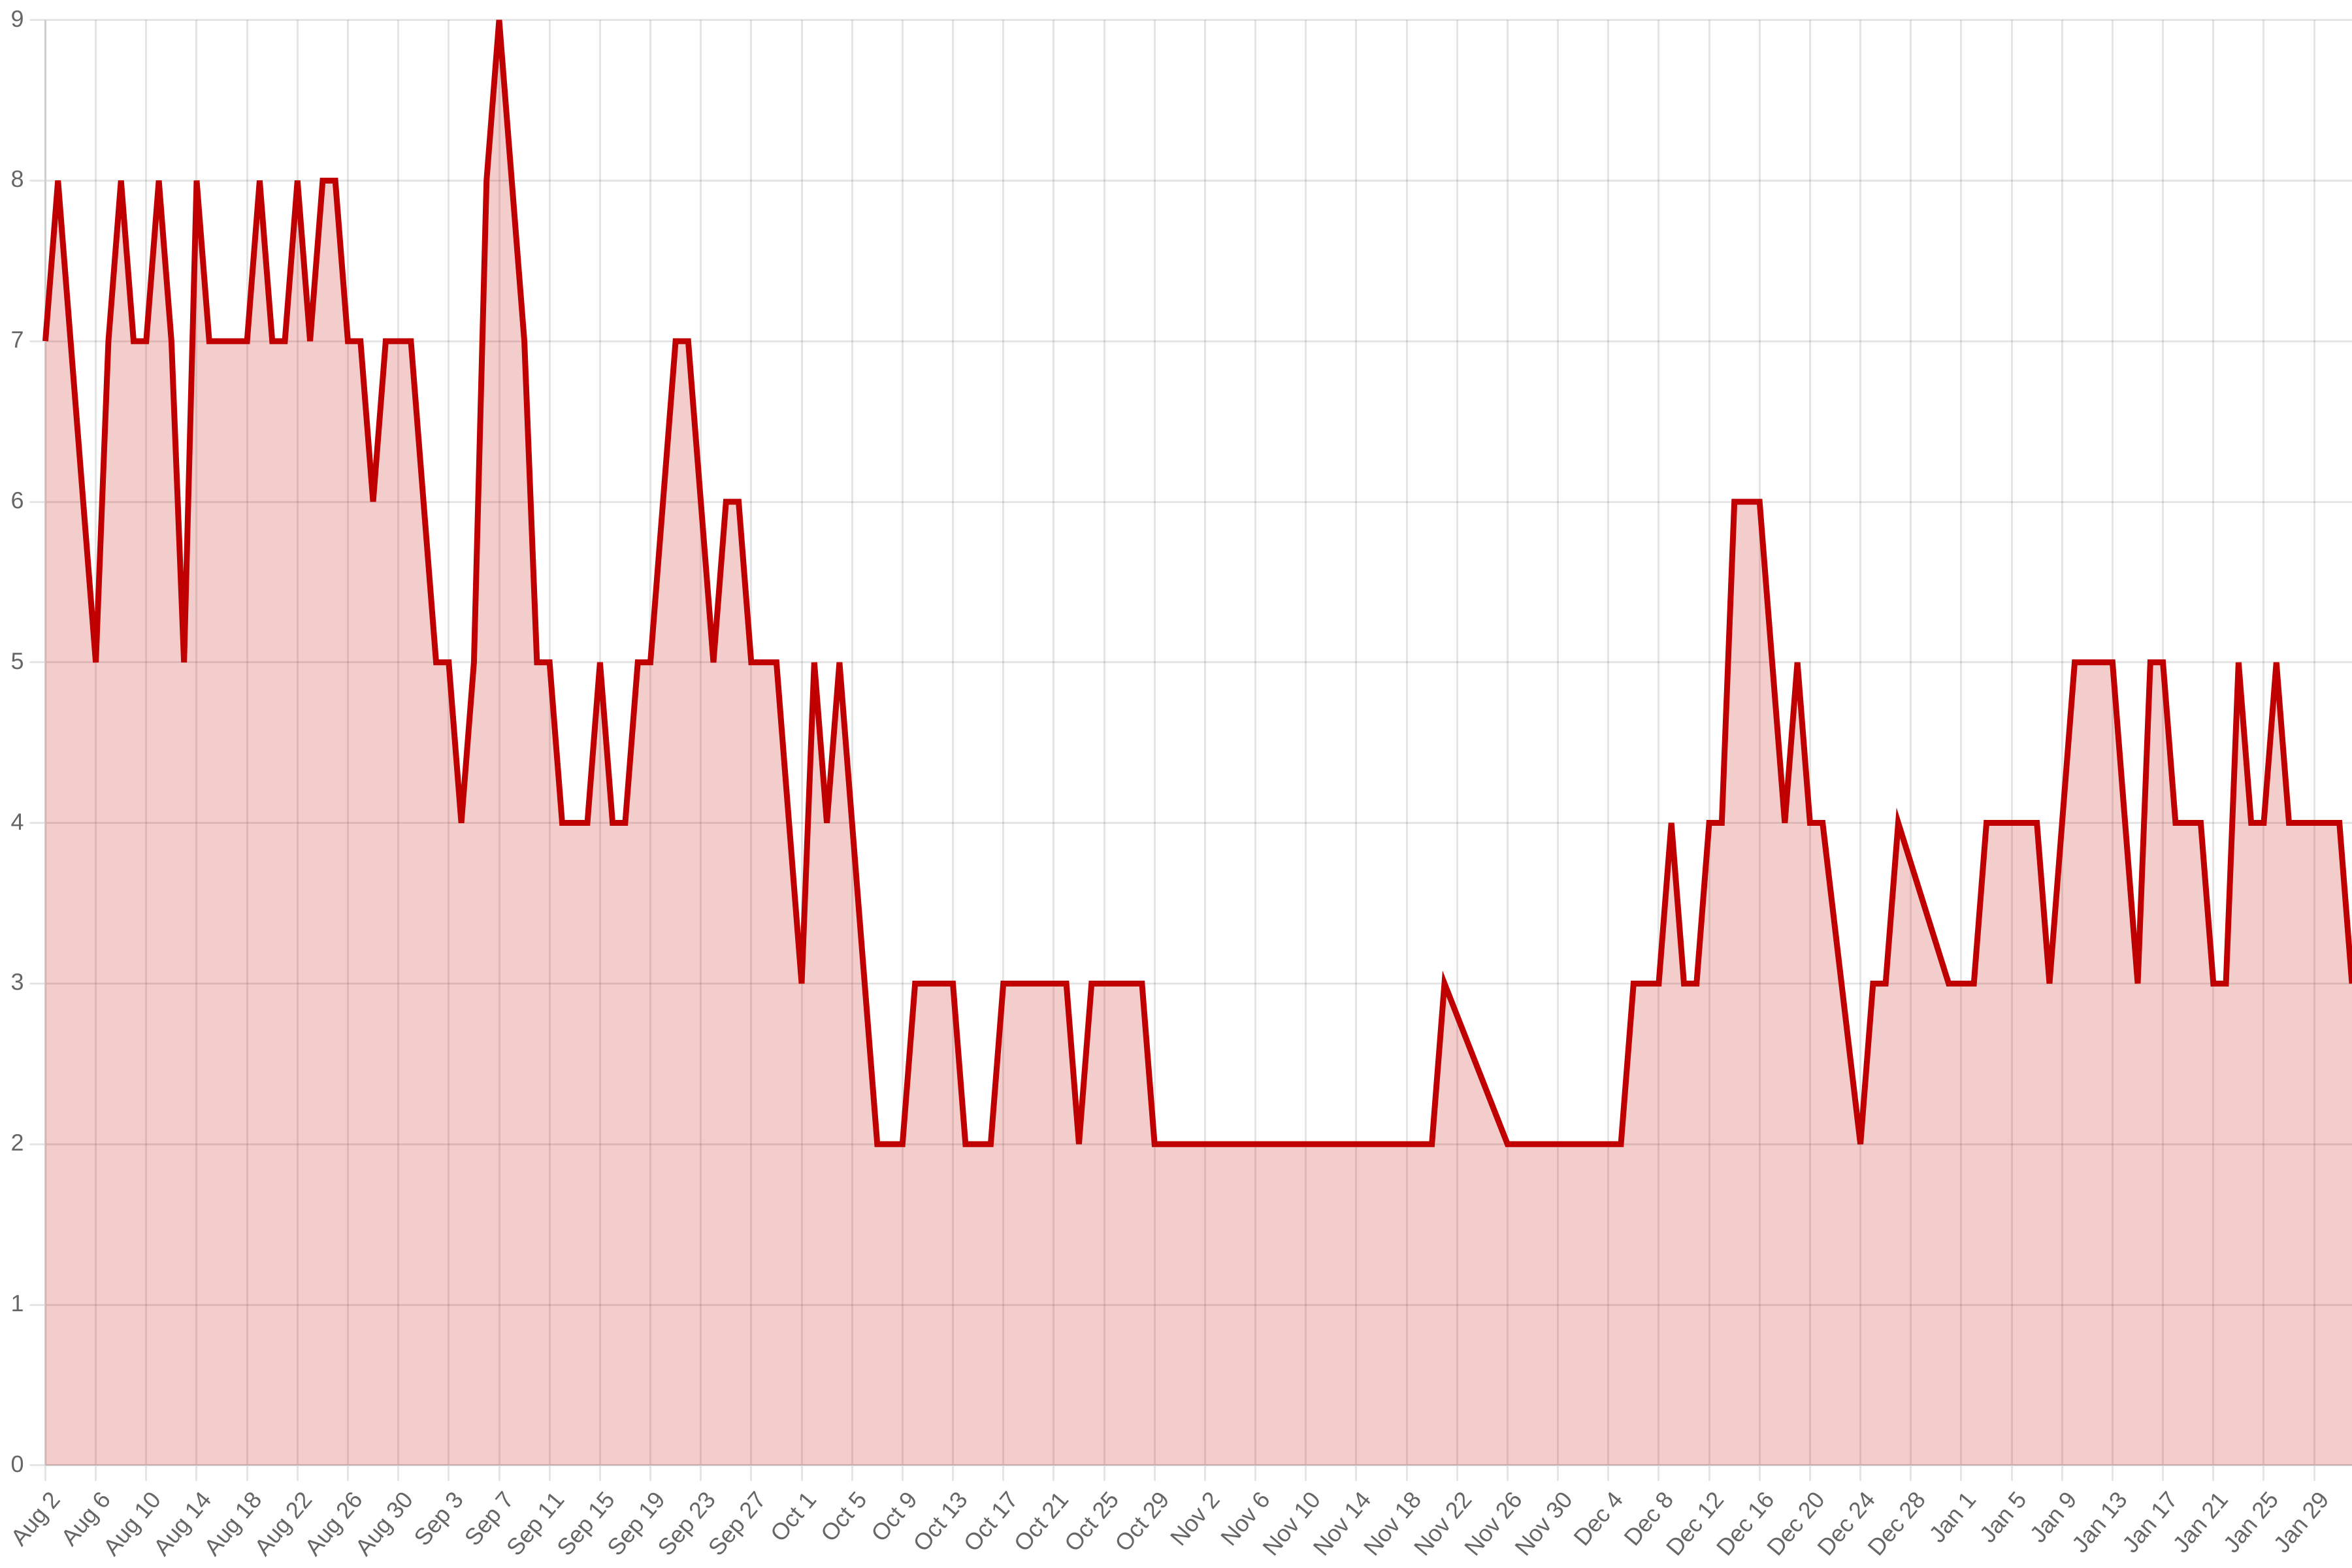 9
8
7
6
5
4
3
2
1
0
Aug 2
Aug 6
Aug 10
Aug 14
Aug 18
Aug 22
Aug 26
Aug 30
Sep 3
Sep 7
Sep 11
Sep 15
Sep 19
Sep 23
Sep 27
Oct 1
Oct 5
Oct 9
Oct 13
Oct 17
Oct 21
Oct 25
Oct 29
Nov 2
Nov 6
Nov 10
Nov 14
Nov 18
Nov 22
Nov 26
Nov 30
Dec 4
Dec 8
Dec 12
Dec 16
Dec 20
Dec 24
Dec 28
Jan 1
Jan 5
Jan 9
Jan 13
Jan 17
Jan 21
Jan 25
Jan 29